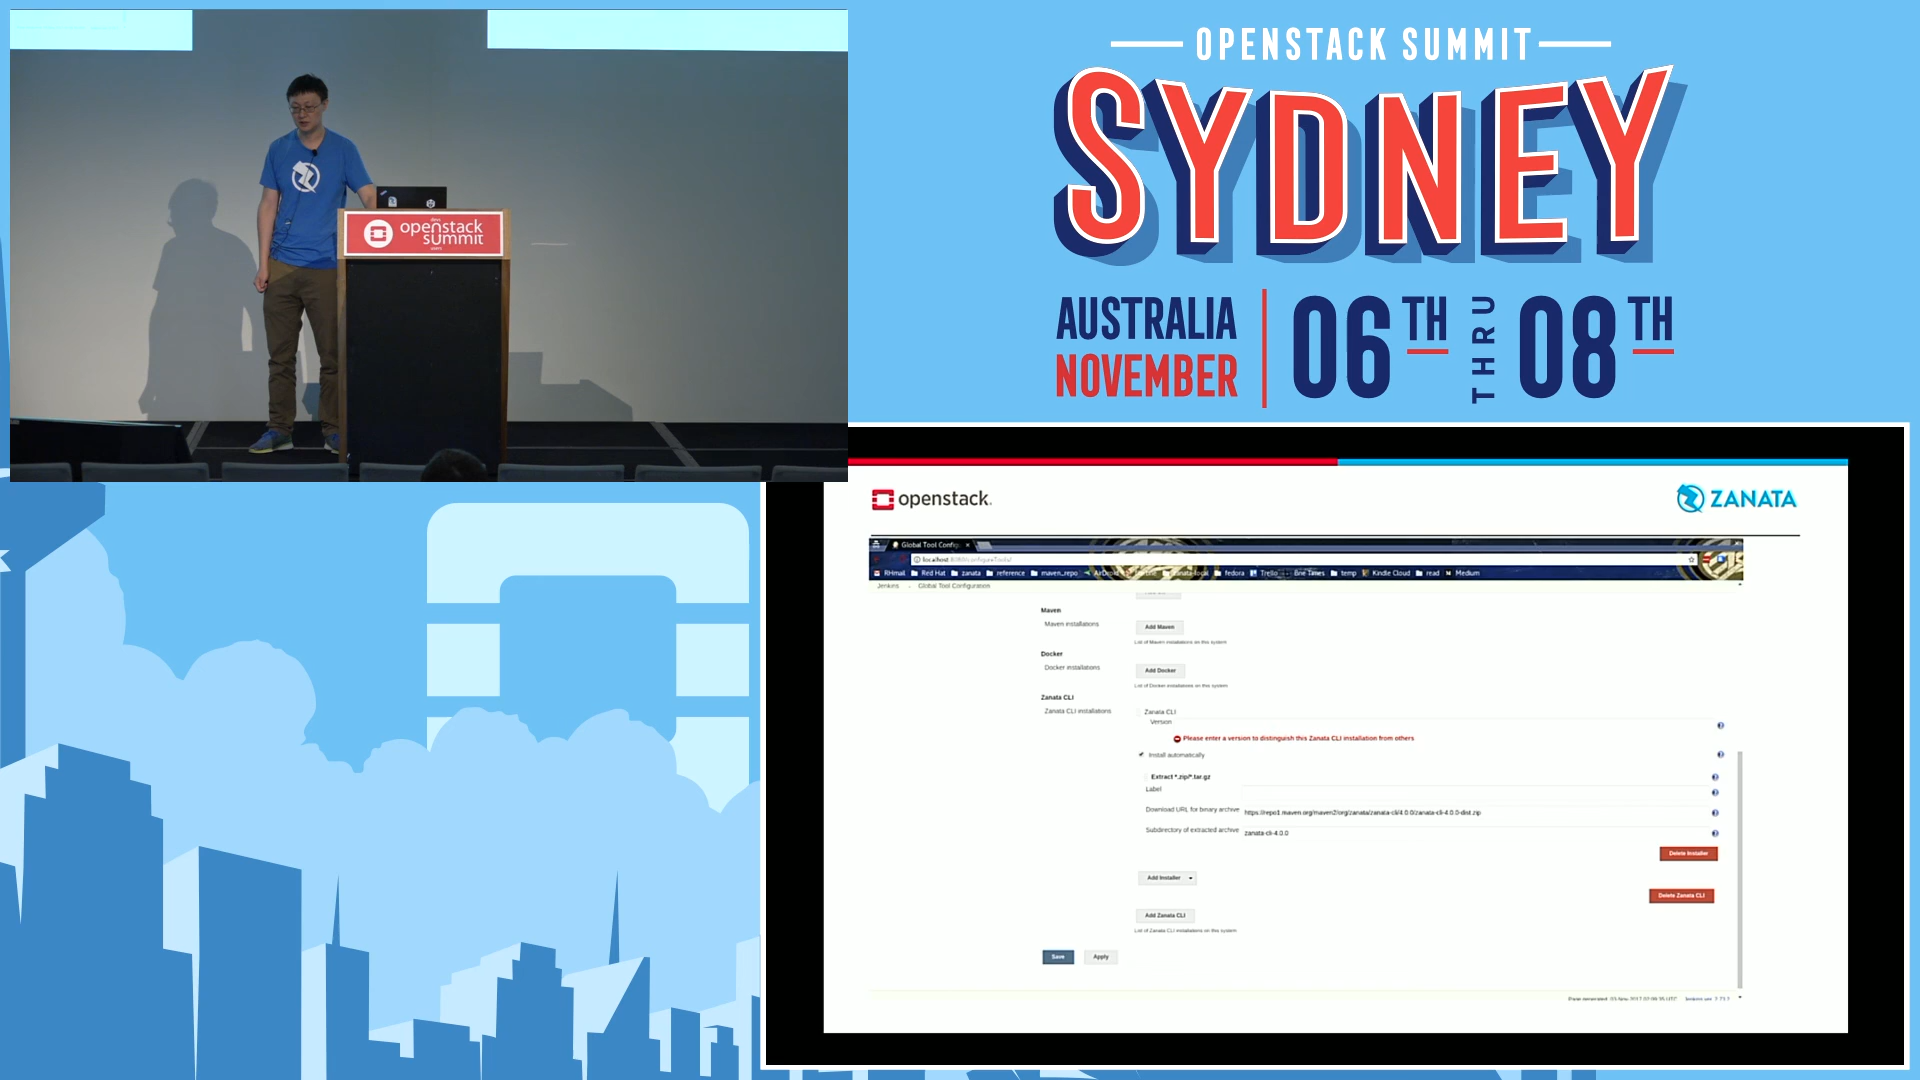 OPENSTACK SUMMIT
SYDNEY
AUSTRALIA
NOVEMBER
06TH THRU 08TH
devs
openstack
summit
users
openstack.
ZANATA
Global Tool Config
localhost:8080/configureTools/
RHmail Red Hat zanata reference maven_repo fedora Trello temp Kindle Cloud read Medium
Jenkins Global Tool Configuration
Maven
Maven installations
Add Maven
List of Maven installations on this system
Docker
Docker installations
Add Docker
List of Docker installations on this system
Zanata CLI
Zanata CLI installations
Zanata CLI
Version
Please enter a version to distinguish this Zanata CLI installation from others
Install automatically
Extract *.zip/*.tar.gz
Label
Download URL for binary archive https://repo1.maven.org/maven2/org/zanata/zanata-cli/4.0.0/zanata-cli-4.0.0-dist.zip
Subdirectory of extracted archive zanata-cli-4.0.0
Delete Installer
Add Installer
Delete Zanata CLI
Add Zanata CLI
List of Zanata CLI installations on this system
Save Apply